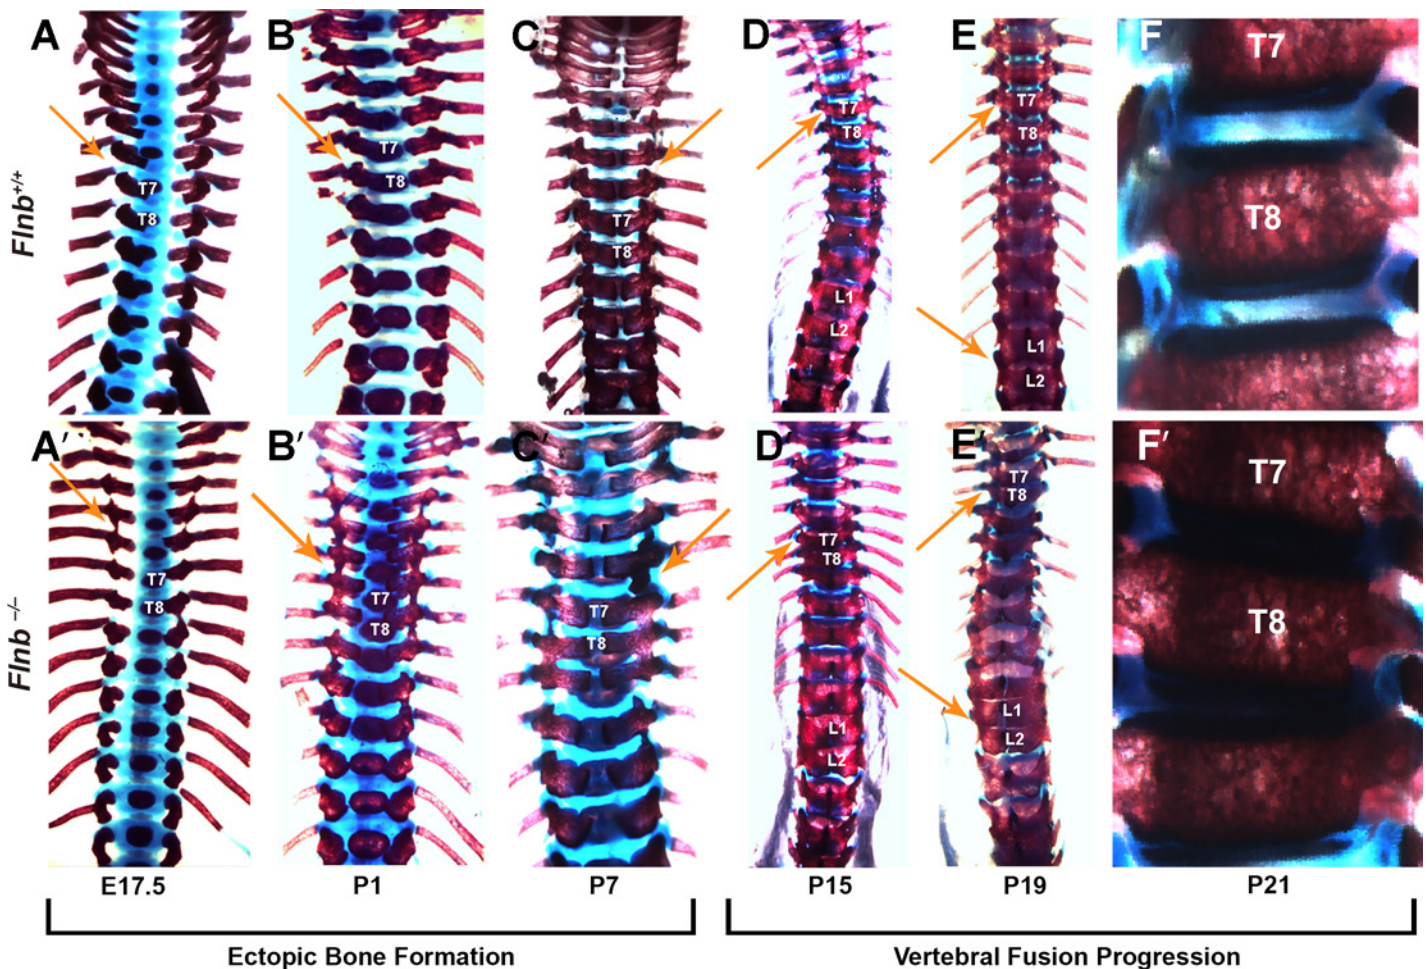 A B C D E F
T7
T7
T7
T7
T8
T8
T7
T8
T7
T8
T8
T7
T8
L1
L2
L1
L2
Flnb+/+
A′ B′ C′ D′ E′ F′
T7
T8
T7
T8
T7
T8
T7
T8
T7
T8
T7
T8
L1
L2
L1
L2
Flnb −/−
E17.5 P1 P7 P15 P19 P21
Ectopic Bone Formation Vertebral Fusion Progression